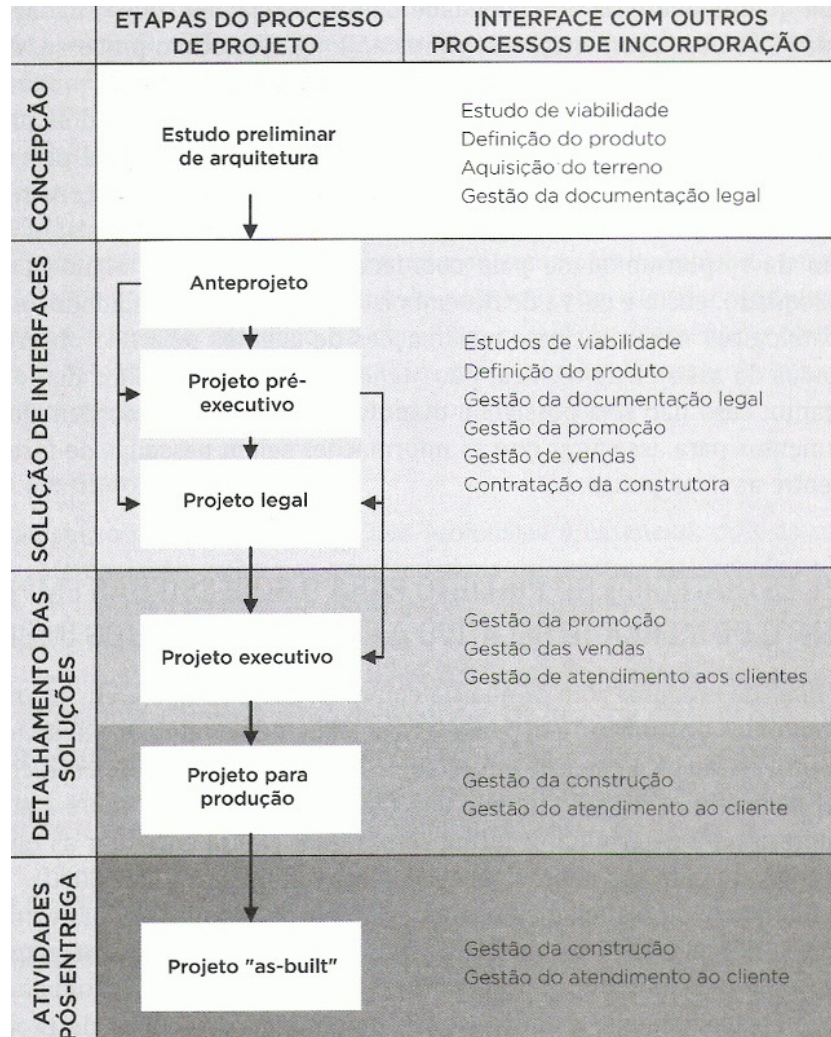 ETAPAS DO PROCESSO
DE PROJETO
INTERFACE COM OUTROS
PROCESSOS DE INCORPORAÇÃO
CONCEPÇÃO
Estudo preliminar
de arquitetura
Estudo de viabilidade
Definição do produto
Aquisição do terreno
Gestão da documentação legal
SOLUÇÃO DE INTERFACES
Anteprojeto
Projeto pré-
executivo
Projeto legal
Estudos de viabilidade
Definição do produto
Gestão da documentação legal
Gestão da promoção
Gestão de vendas
Contratação da construtora
DETALHAMENTO DAS
SOLUÇÕES
Projeto executivo
Gestão da promoção
Gestão das vendas
Gestão de atendimento aos clientes
Projeto para
produção
Gestão da construção
Gestão do atendimento ao cliente
ATIVIDADES
PÓS-ENTREGA
Projeto "as-built"
Gestão da construção
Gestão do atendimento ao cliente